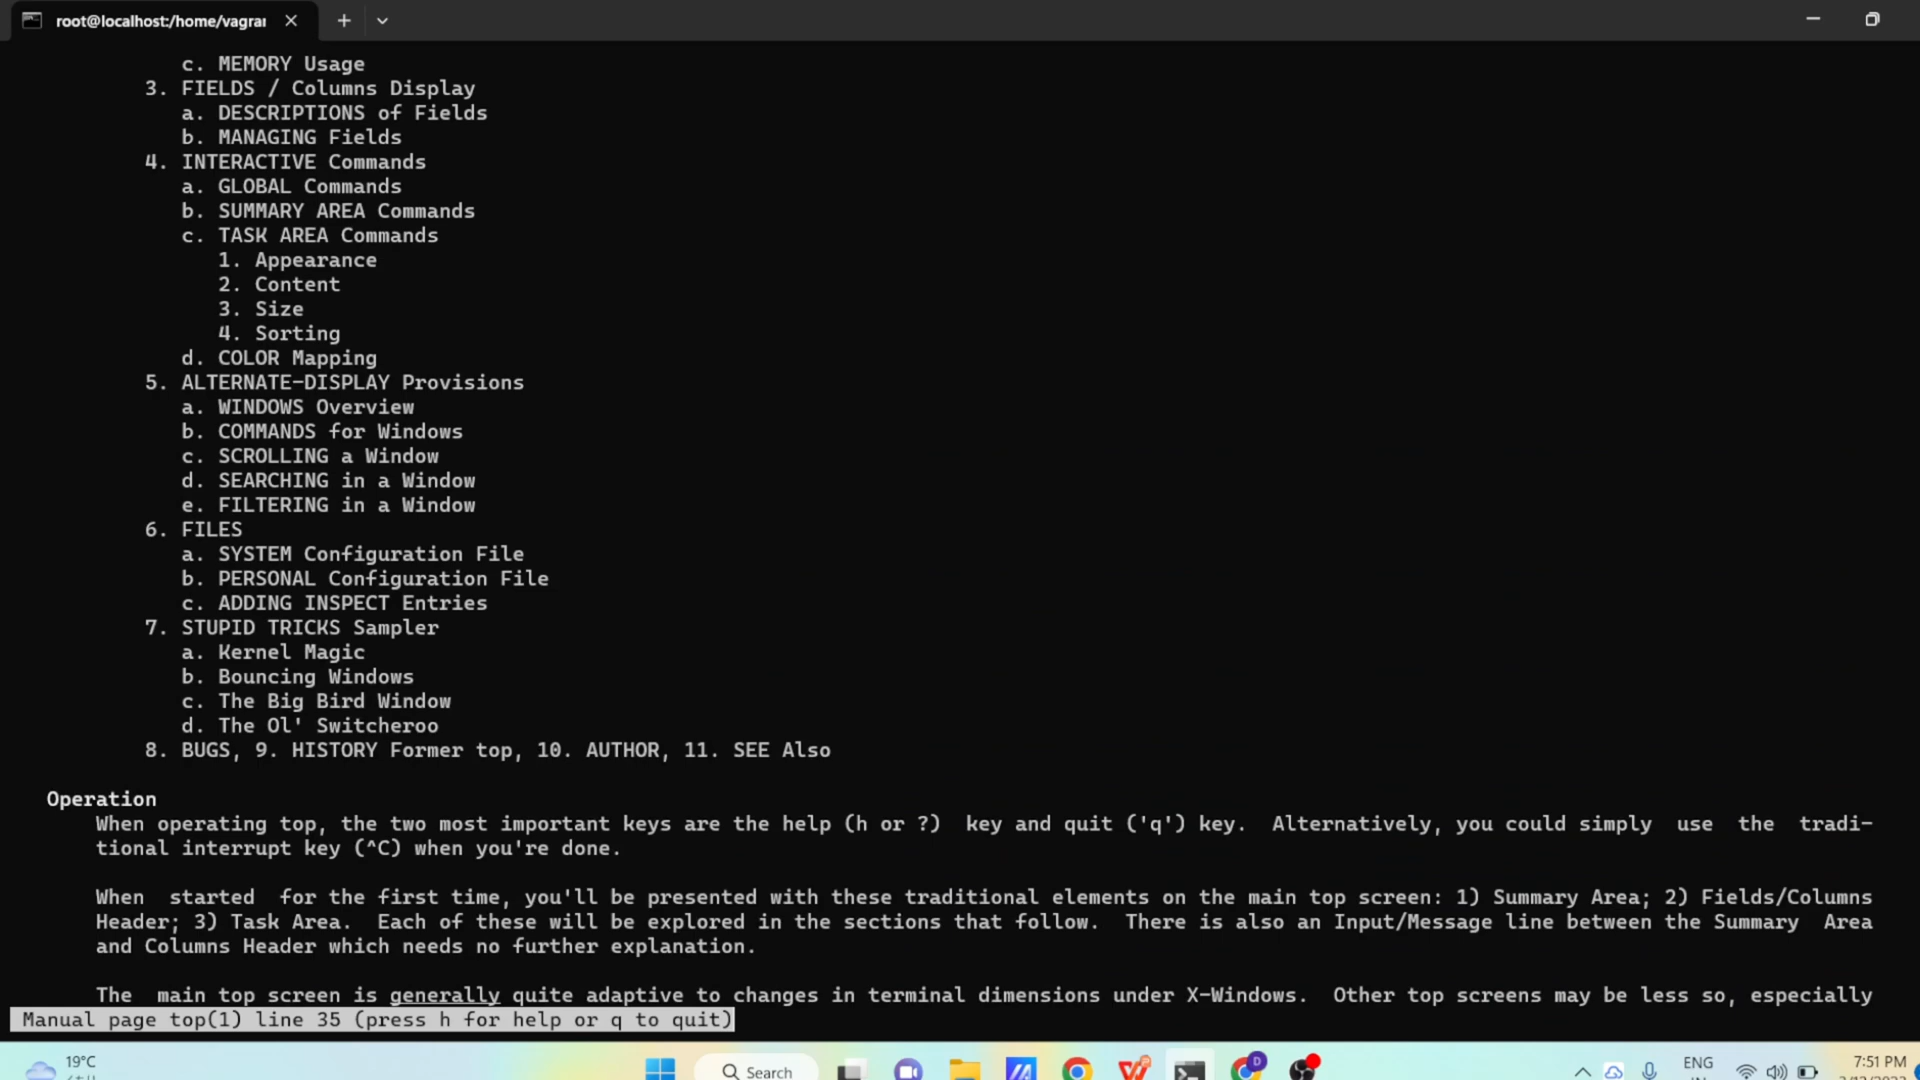 root@localhost:/home/vagrar
c. MEMORY Usage
3. FIELDS / Columns Display
a. DESCRIPTIONS of Fields
b. MANAGING Fields
4. INTERACTIVE Commands
a. GLOBAL Commands
b. SUMMARY AREA Commands
c. TASK AREA Commands
1. Appearance
2. Content
3. Size
4. Sorting
d. COLOR Mapping
5. ALTERNATE-DISPLAY Provisions
a. WINDOWS Overview
b. COMMANDS for Windows
c. SCROLLING a Window
d. SEARCHING in a Window
e. FILTERING in a Window
6. FILES
a. SYSTEM Configuration File
b. PERSONAL Configuration File
c. ADDING INSPECT Entries
7. STUPID TRICKS Sampler
a. Kernel Magic
b. Bouncing Windows
c. The Big Bird Window
d. The Ol' Switcheroo
8. BUGS, 9. HISTORY Former top, 10. AUTHOR, 11. SEE Also
Operation
When operating top, the two most important keys are the help (h or ?) key and quit ('q') key. Alternatively, you could simply use the tradi-
tional interrupt key (^C) when you're done.
When started for the first time, you'll be presented with these traditional elements on the main top screen: 1) Summary Area; 2) Fields/Columns
Header; 3) Task Area. Each of these will be explored in the sections that follow. There is also an Input/Message line between the Summary Area
and Columns Header which needs no further explanation.
The main top screen is generally quite adaptive to changes in terminal dimensions under X-Windows. Other top screens may be less so, especially
Manual page top(1) line 35 (press h for help or q to quit)
19°C
Search
D
ENG
7:51 PM